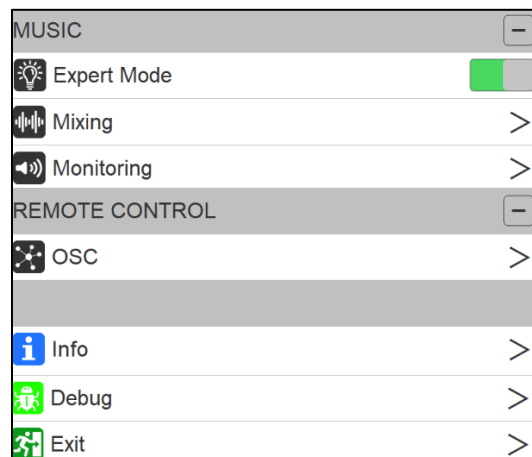 MUSIC
Expert Mode
Mixing
Monitoring
REMOTE CONTROL
OSC
Info
Debug
Exit